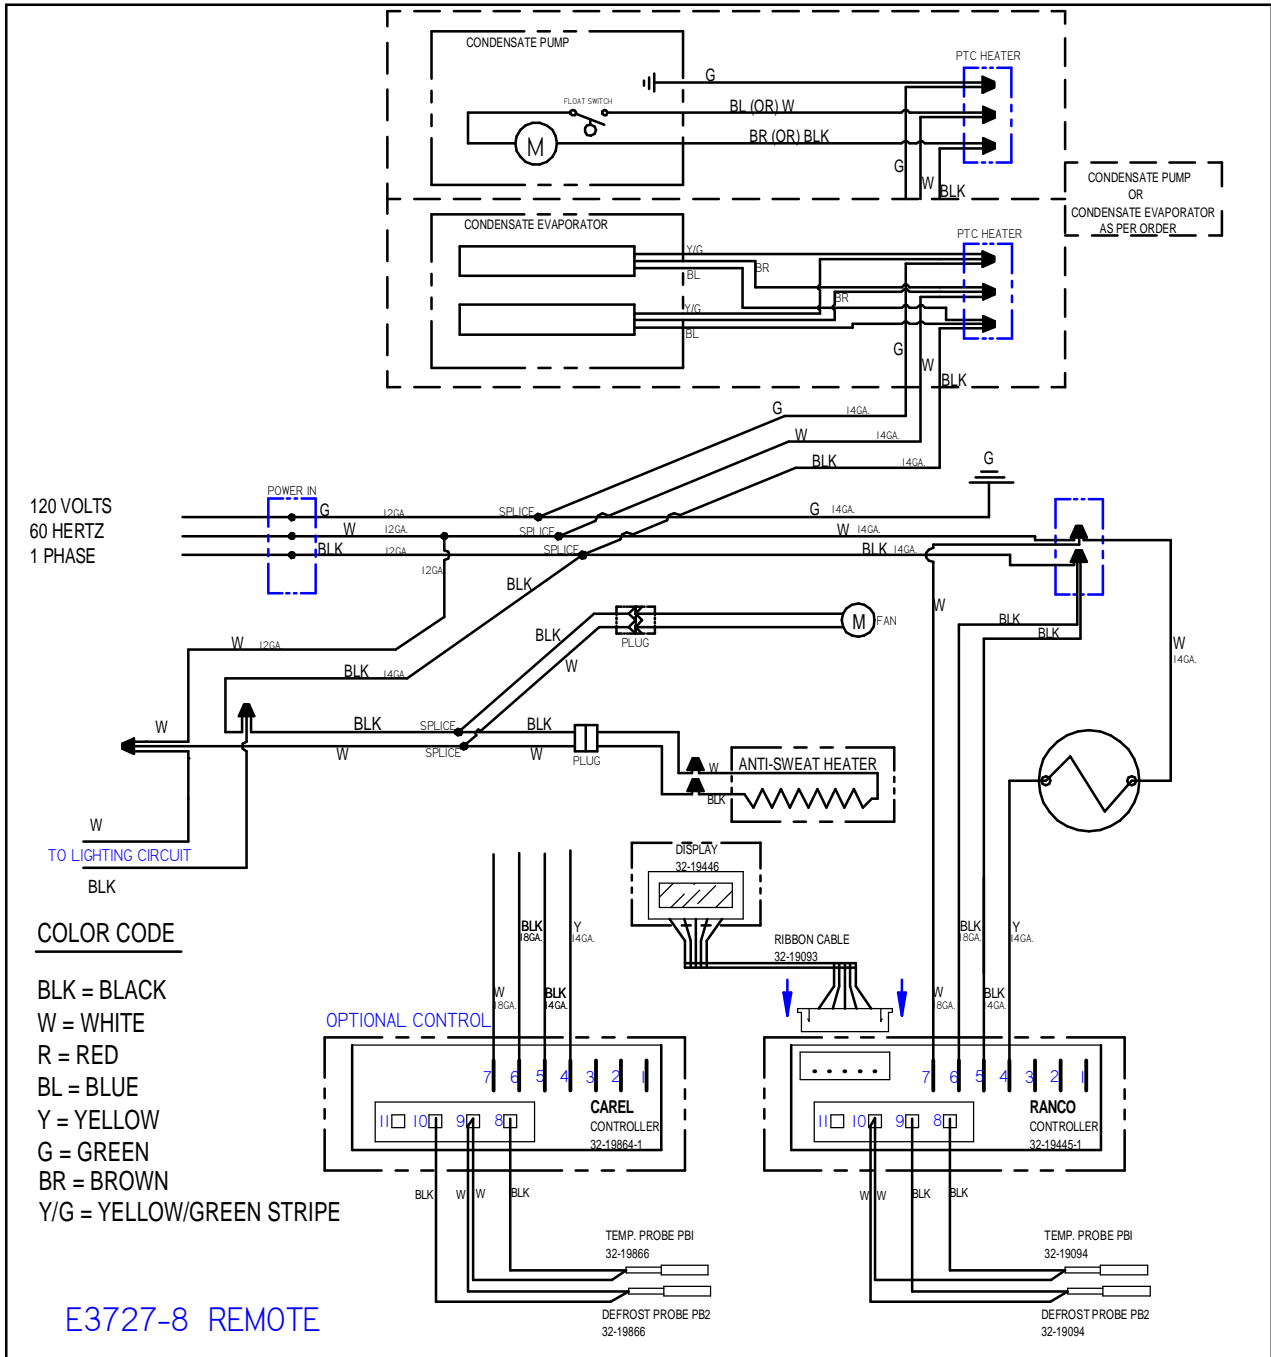 CONDENSATE PUMP
PTC HEATER
G
FLOAT SWITCH
BL (OR) W
M
BR (OR) BLK
G
W
BLK
CONDENSATE PUMP
OR
CONDENSATE EVAPORATOR
AS PER ORDER
CONDENSATE EVAPORATOR
PTC HEATER
Y/G
BR
BL
BR
Y/G
BL
G
W
BLK
G 14GA.
W 14GA.
BLK 14GA.
G
120 VOLTS
60 HERTZ
1 PHASE
POWER IN
G 12GA.
W 12GA.
BLK 12GA.
12GA.
SPLICE
SPLICE
SPLICE
G 14GA.
W 14GA.
BLK 14GA.
BLK
W
BLK
BLK
M FAN
PLUG
BLK
W
W 12GA.
BLK 14GA.
W
14GA.
W
BLK
SPLICE
BLK
W
SPLICE
W
PLUG
W
BLK
ANTI-SWEAT HEATER
W
TO LIGHTING CIRCUIT
BLK
DISPLAY
32-19446
RIBBON CABLE
32-19093
COLOR CODE
BLK = BLACK
W = WHITE
R = RED
BL = BLUE
Y = YELLOW
G = GREEN
BR = BROWN
Y/G = YELLOW/GREEN STRIPE
BLK
18GA.
Y
14GA.
W
18GA.
BLK
14GA.
BLK
18GA.
Y
14GA.
W
18GA.
BLK
14GA.
OPTIONAL CONTROL
7 6 5 4 3 2 1
CAREL
CONTROLLER
32-19864-1
11 10 9 8
BLK W W BLK
TEMP. PROBE PB1
32-19866
DEFROST PROBE PB2
32-19866
7 6 5 4 3 2 1
RANCO
CONTROLLER
32-19445-1
11 10 9 8
W W BLK BLK
TEMP. PROBE PB1
32-19094
DEFROST PROBE PB2
32-19094
E3727-8 REMOTE